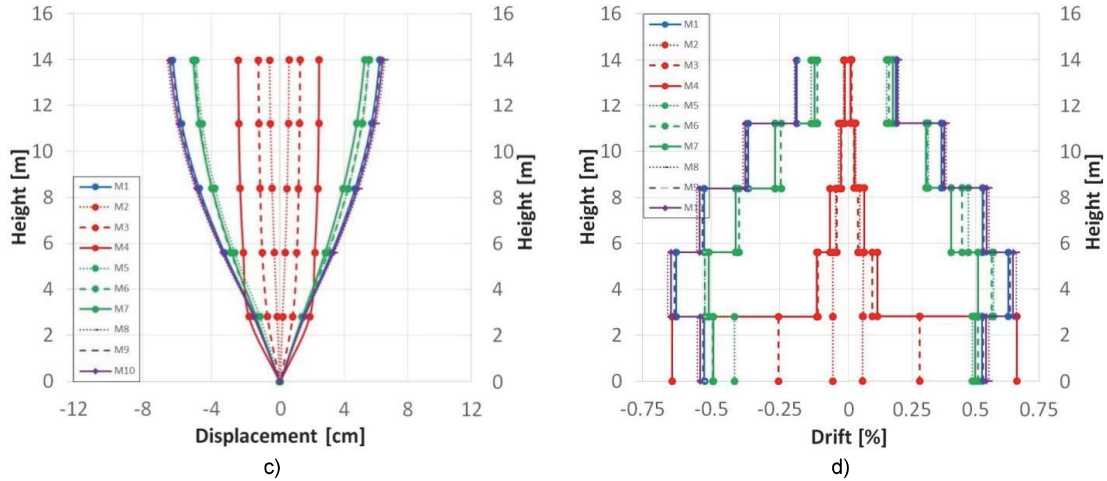 16
14
12
10
8
6
4
2
0
Height [m]
M1
M2
M3
M4
M5
M6
M7
M8
M9
M10
-12
-8
-4
0
4
8
12
Displacement [cm]
16
14
12
10
8
6
4
2
0
Height [m]
c)
16
14
12
10
8
6
4
2
0
Height [m]
M1
M2
M3
M4
M5
M6
M7
M8
M9
M1
-0.75
-0.5
-0.25
0
0.25
0.5
0.75
Drift [%]
16
14
12
10
8
6
4
2
0
Height [m]
d)